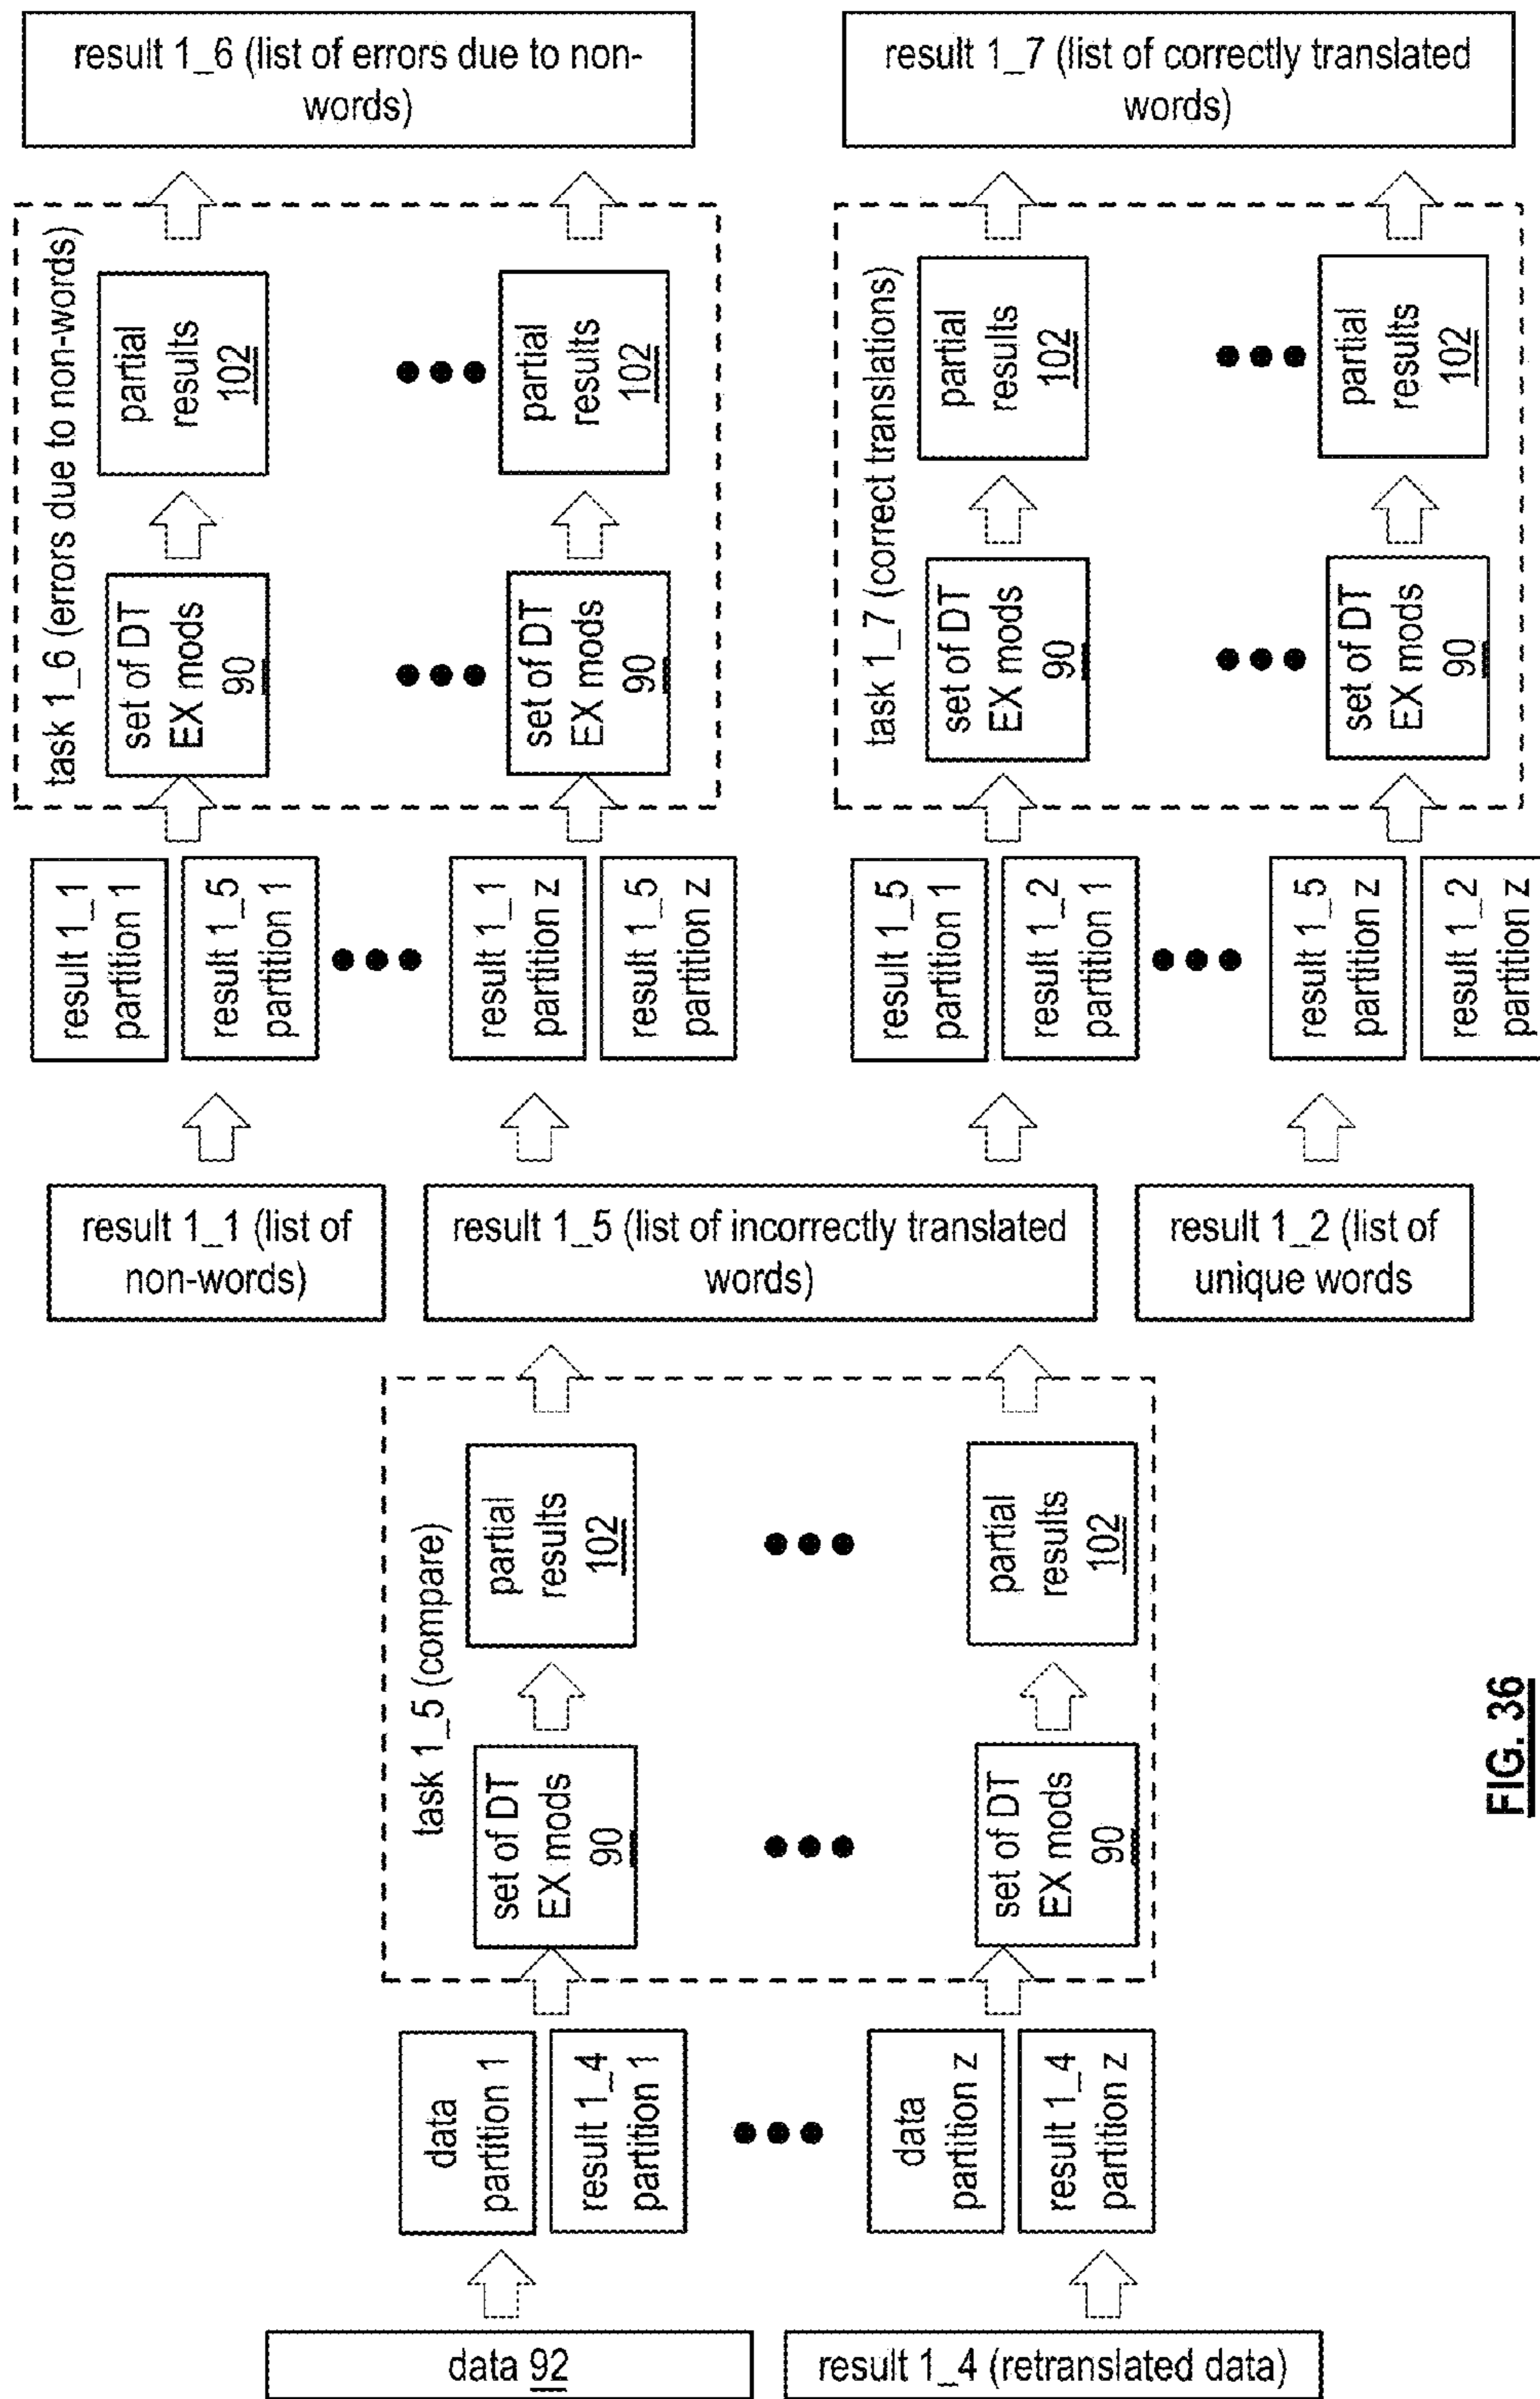 data 92
result 1_4 (retranslated data)
data
partition 1
result 1_4
partition 1
data
partition z
result 1_4
partition z
task 1_5 (compare)
set of DT
EX mods
90
partial
results
102
set of DT
EX mods
90
partial
results
102
result 1_1 (list of
non-words)
result 1_5 (list of incorrectly translated
words)
result 1_2 (list of
unique words
result 1_1
partition 1
result 1_5
partition 1
result 1_1
partition z
result 1_5
partition z
task 1_6 (errors due to non-words)
set of DT
EX mods
90
partial
results
102
set of DT
EX mods
90
partial
results
102
result 1_6 (list of errors due to non-
words)
result 1_5
partition 1
result 1_2
partition 1
result 1_5
partition z
result 1_2
partition z
task 1_7 (correct translations)
set of DT
EX mods
90
partial
results
102
set of DT
EX mods
90
partial
results
102
result 1_7 (list of correctly translated
words)
FIG. 36